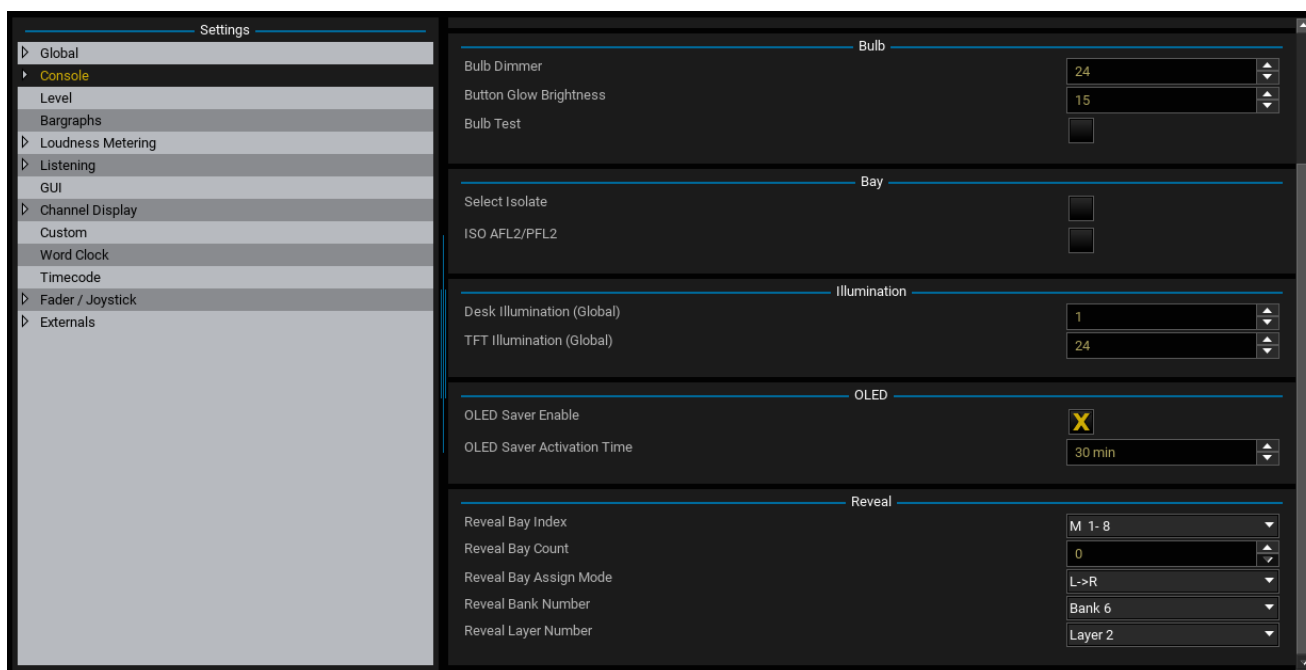 Settings
Global
Console
Level
Bargraphs
Loudness Metering
Listening
GUI
Channel Display
Custom
Word Clock
Timecode
Fader / Joystick
Externals
Bulb
Bulb Dimmer 24
Button Glow Brightness 15
Bulb Test
Bay
Select Isolate
ISO AFL2/PFL2
Illumination
Desk Illumination (Global) 1
TFT Illumination (Global) 24
OLED
OLED Saver Enable X
OLED Saver Activation Time 30 min
Reveal
Reveal Bay Index M 1- 8
Reveal Bay Count 0
Reveal Bay Assign Mode L->R
Reveal Bank Number Bank 6
Reveal Layer Number Layer 2